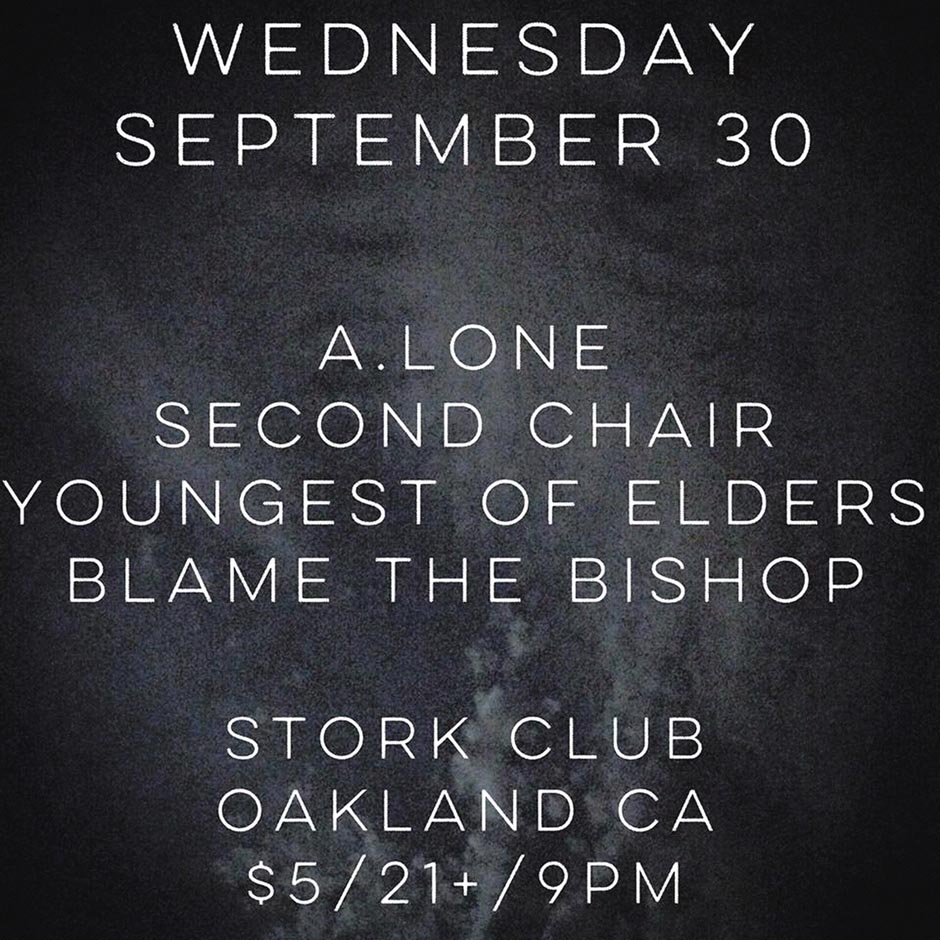 WEDNESDAY
SEPTEMBER 30
A.LONE
SECOND CHAIR
YOUNGEST OF ELDERS
BLAME THE BISHOP
STORK CLUB
OAKLAND CA
$5/21+/9PM